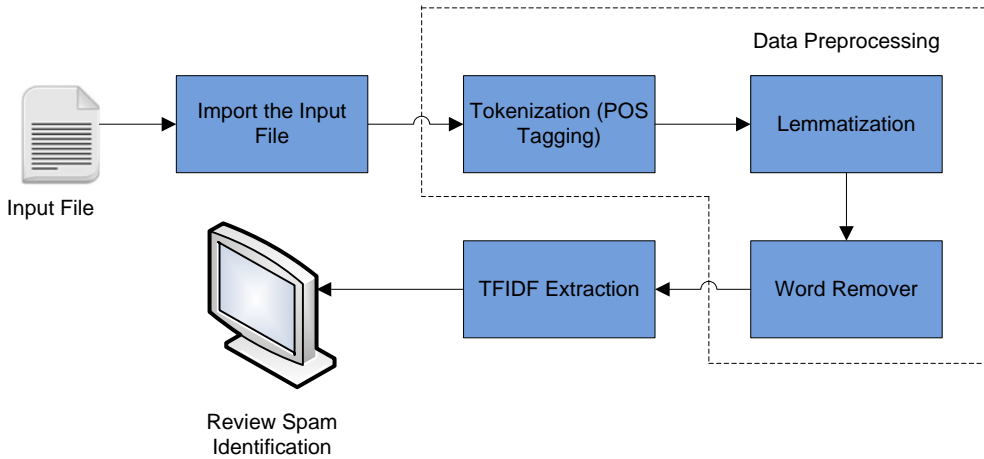 Data Preprocessing
Input File
Import the Input
File
Tokenization (POS
Tagging)
Lemmatization
Word Remover
TFIDF Extraction
Review Spam
Identification